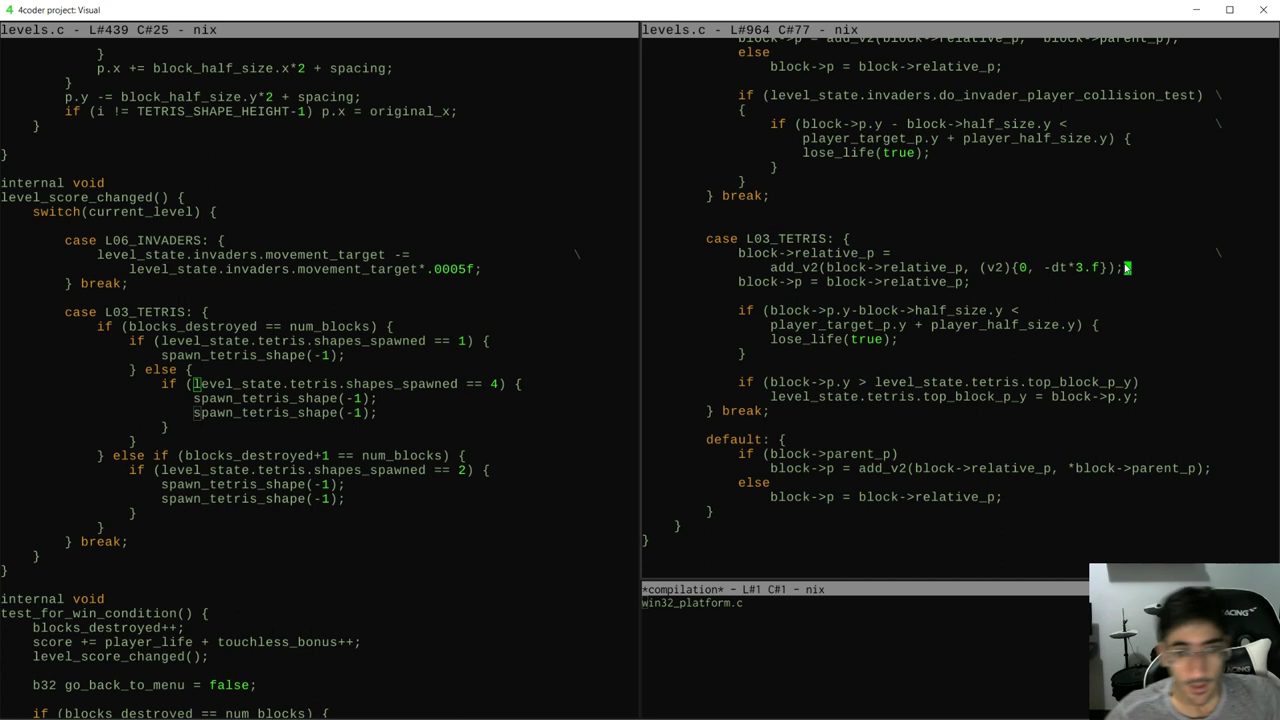 4coder project: Visual
levels.c - L#439 C#25 - nix
}
p.x += block_half_size.x*2 + spacing;
}
p.y -= block_half_size.y*2 + spacing;
if (i != TETRIS_SHAPE_HEIGHT-1) p.x = original_x;
}
}
internal void
level_score_changed() {
switch(current_level) {
case L06_INVADERS: {
level_state.invaders.movement_target -= \
level_state.invaders.movement_target*.0005f;
} break;
case L03_TETRIS: {
if (blocks_destroyed == num_blocks) {
if (level_state.tetris.shapes_spawned == 1) {
spawn_tetris_shape(-1);
} else {
if (level_state.tetris.shapes_spawned == 4) {
spawn_tetris_shape(-1);
spawn_tetris_shape(-1);
}
}
} else if (blocks_destroyed+1 == num_blocks) {
if (level_state.tetris.shapes_spawned == 2) {
spawn_tetris_shape(-1);
spawn_tetris_shape(-1);
}
}
} break;
}
}
internal void
test_for_win_condition() {
blocks_destroyed++;
score += player_life + touchless_bonus++;
level_score_changed();
b32 go_back_to_menu = false;
if (blocks_destroyed == num_blocks) {
levels.c - L#964 C#77 - nix
block->p = add_v2(block->relative_p, *block->parent_p);
else
block->p = block->relative_p;
if (level_state.invaders.do_invader_player_collision_test) \
{
if (block->p.y - block->half_size.y < \
player_target_p.y + player_half_size.y) {
lose_life(true);
}
}
} break;
case L03_TETRIS: {
block->relative_p = \
add_v2(block->relative_p, (v2){0, -dt*3.f});
block->p = block->relative_p;
if (block->p.y-block->half_size.y <
player_target_p.y + player_half_size.y) {
lose_life(true);
}
if (block->p.y > level_state.tetris.top_block_p_y)
level_state.tetris.top_block_p_y = block->p.y;
} break;
default: {
if (block->parent_p)
block->p = add_v2(block->relative_p, *block->parent_p);
else
block->p = block->relative_p;
}
}
}
*compilation* - L#1 C#1 - nix
win32_platform.c
RACING